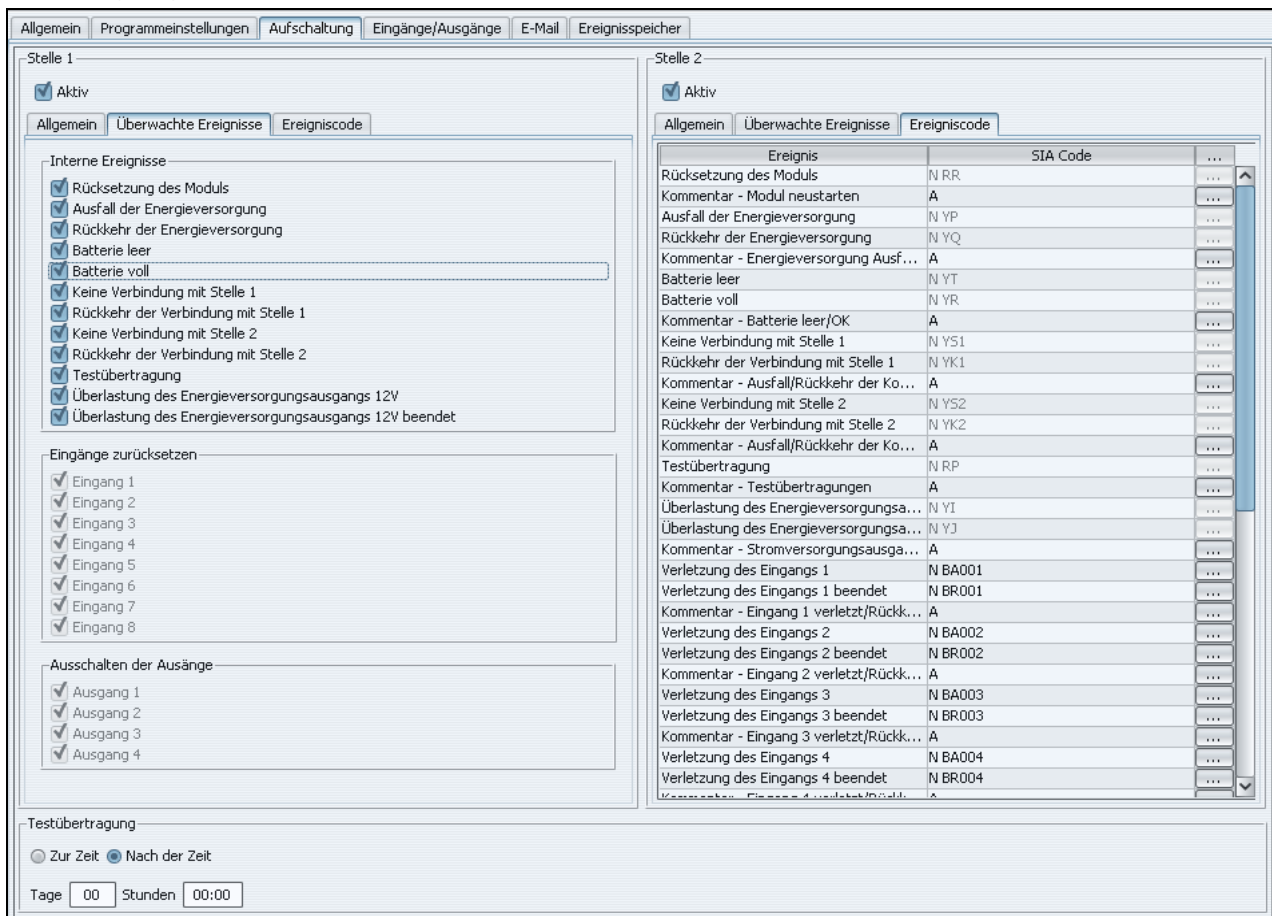 Allgemein Programmeinstellungen Aufschaltung Eingänge/Ausgänge E-Mail Ereignisspeicher
Stelle 1
Aktiv
Allgemein Überwachte Ereignisse Ereigniscode
Interne Ereignisse
Rücksetzung des Moduls
Ausfall der Energieversorgung
Rückkehr der Energieversorgung
Batterie leer
Batterie voll
Keine Verbindung mit Stelle 1
Rückkehr der Verbindung mit Stelle 1
Keine Verbindung mit Stelle 2
Rückkehr der Verbindung mit Stelle 2
Testübertragung
Überlastung des Energieversorgungsausgangs 12V
Überlastung des Energieversorgungsausgangs 12V beendet
Eingänge zurücksetzen
Eingang 1
Eingang 2
Eingang 3
Eingang 4
Eingang 5
Eingang 6
Eingang 7
Eingang 8
Ausschalten der Ausänge
Ausgang 1
Ausgang 2
Ausgang 3
Ausgang 4
Stelle 2
Aktiv
Allgemein Überwachte Ereignisse Ereigniscode
Ereignis SIA Code ...
Rücksetzung des Moduls N RR ...
Kommentar - Modul neustarten A ...
Ausfall der Energieversorgung N YP ...
Rückkehr der Energieversorgung N YQ ...
Kommentar - Energieversorgung Ausf... A ...
Batterie leer N YT ...
Batterie voll N YR ...
Kommentar - Batterie leer/OK A ...
Keine Verbindung mit Stelle 1 N YS1 ...
Rückkehr der Verbindung mit Stelle 1 N YK1 ...
Kommentar - Ausfall/Rückkehr der Ko... A ...
Keine Verbindung mit Stelle 2 N YS2 ...
Rückkehr der Verbindung mit Stelle 2 N YK2 ...
Kommentar - Ausfall/Rückkehr der Ko... A ...
Testübertragung N RP ...
Kommentar - Testübertragungen A ...
Überlastung des Energieversorgungsa... N YI ...
Überlastung des Energieversorgungsa... N YJ ...
Kommentar - Stromversorgungsausga... A ...
Verletzung des Eingangs 1 N BA001 ...
Verletzung des Eingangs 1 beendet N BR001 ...
Kommentar - Eingang 1 verletzt/Rückk... A ...
Verletzung des Eingangs 2 N BA002 ...
Verletzung des Eingangs 2 beendet N BR002 ...
Kommentar - Eingang 2 verletzt/Rückk... A ...
Verletzung des Eingangs 3 N BA003 ...
Verletzung des Eingangs 3 beendet N BR003 ...
Kommentar - Eingang 3 verletzt/Rückk... A ...
Verletzung des Eingangs 4 N BA004 ...
Verletzung des Eingangs 4 beendet N BR004 ...
Testübertragung
Zur Zeit Nach der Zeit
Tage 00 Stunden 00:00